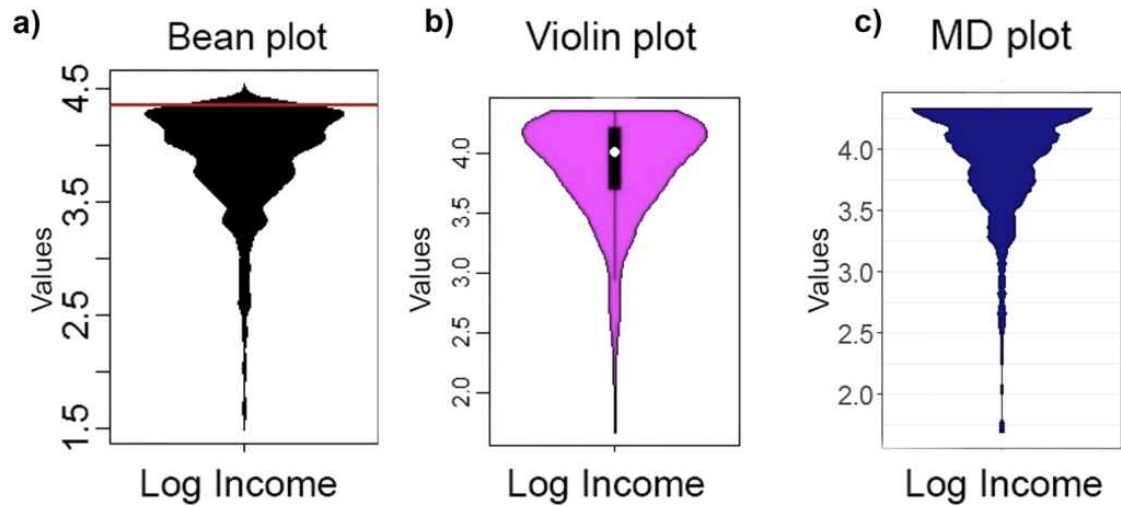 a)
Bean plot
4.5
3.5
2.5
1.5
Values
Log Income
b)
Violin plot
4.0
3.5
3.0
2.5
2.0
Values
Log Income
c)
MD plot
4.0
3.5
3.0
2.5
2.0
Values
Log Income